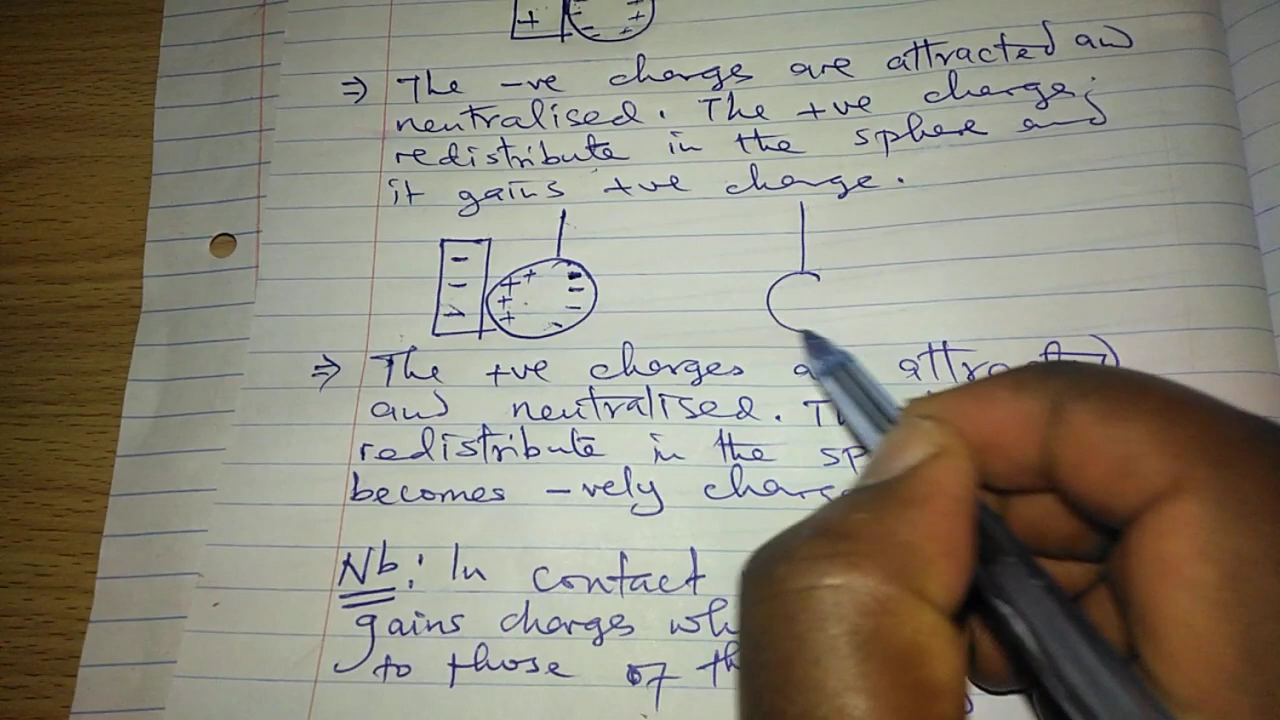 + - + - +
⇒ The -ve charges are attracted and
neutralised. The +ve charges
redistribute in the sphere and
it gains +ve charge.
- + + -
- + -
- + - -
⇒ The +ve charges attracted
and neutralised.
redistribute in the
becomes -vely
Nb: In contact
gains charges
to those of